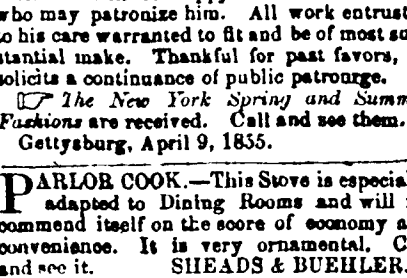 who may patronize him. All work entrust
to his care warranted to fit and be of most su
stantial make. Thankful for past favors,
solicits a continuance of public patronrge.
☞ The New York Spring and Summ
Fashions are received. Call and see them.
Gettysburg, April 9, 1855.
PARLOR COOK.—This Stove is especia
adapted to Dining Rooms and will
commend itself on the score of economy a
convenience. It is very ornamental. C
and see it. SHEADS & BUEHLER.